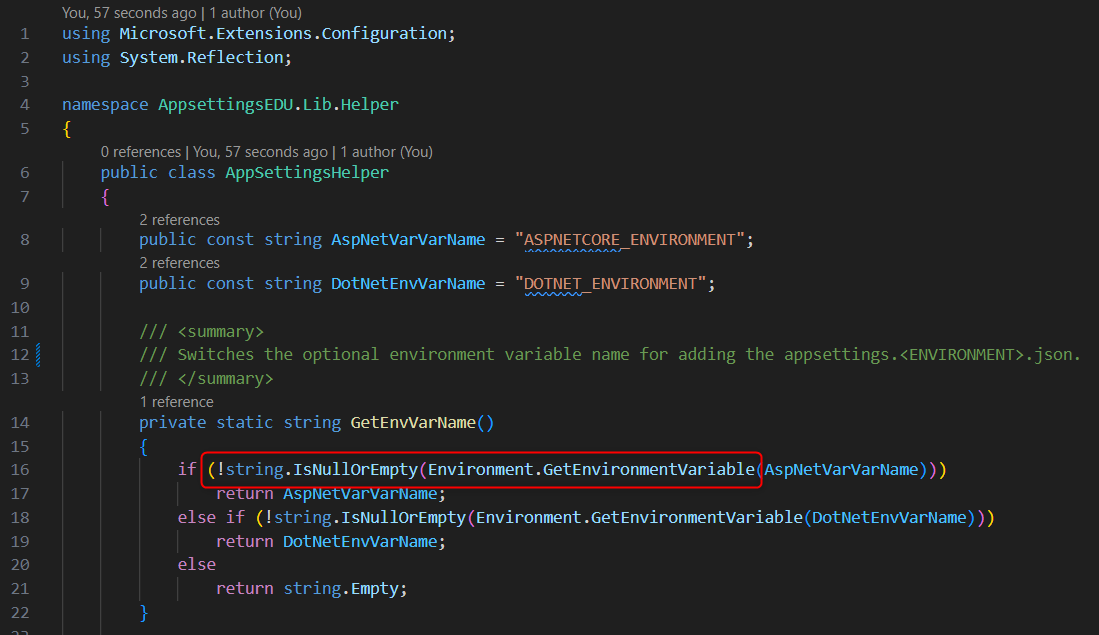 You, 57 seconds ago | 1 author (You)
1 using Microsoft.Extensions.Configuration;
2 using System.Reflection;
3
4 namespace AppsettingsEDU.Lib.Helper
5 {
0 references | You, 57 seconds ago | 1 author (You)
6 public class AppSettingsHelper
7 {
2 references
8 public const string AspNetVarVarName = "ASPNETCORE_ENVIRONMENT";
2 references
9 public const string DotNetEnvVarName = "DOTNET_ENVIRONMENT";
10
11 /// <summary>
12 /// Switches the optional environment variable name for adding the appsettings.<ENVIRONMENT>.json.
13 /// </summary>
1 reference
14 private static string GetEnvVarName()
15 {
16 if (!string.IsNullOrEmpty(Environment.GetEnvironmentVariable(AspNetVarVarName)))
17 return AspNetVarVarName;
18 else if (!string.IsNullOrEmpty(Environment.GetEnvironmentVariable(DotNetEnvVarName)))
19 return DotNetEnvVarName;
20 else
21 return string.Empty;
22 }